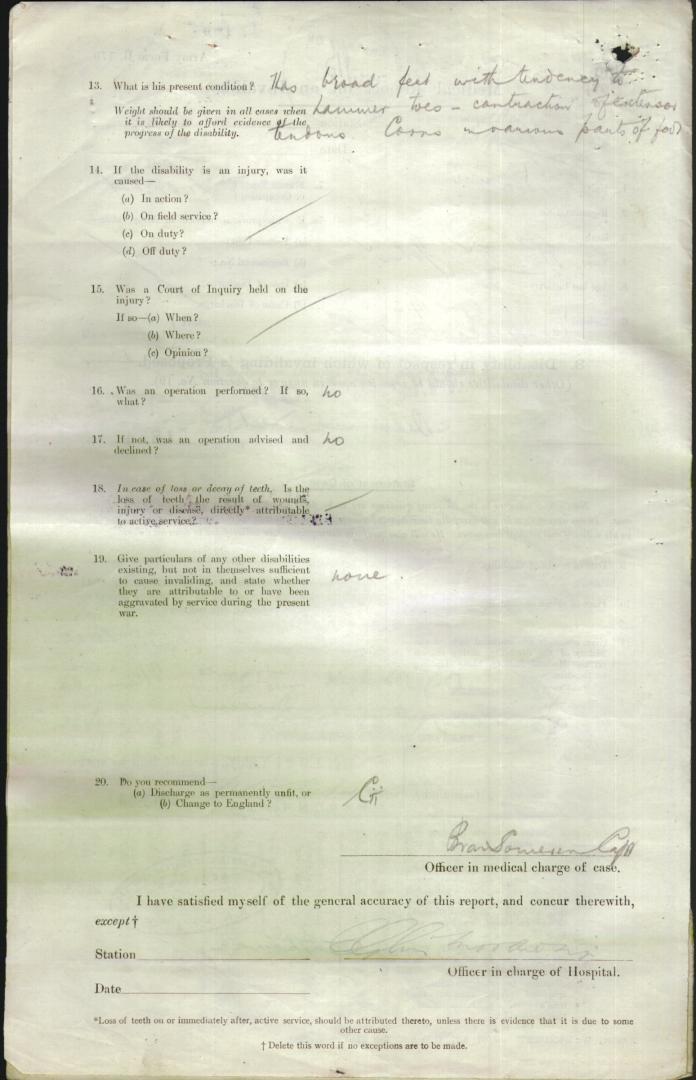 13. What is his present condition? Has broad feet with tendency to
Weight should be given in all cases when hammer toes - contraction of extensor
it is likely to afford evidence of the
progress of the disability. tendons Corns various parts of foot
14. If the disability is an injury, was it
caused—
(a) In action?
(b) On field service?
(c) On duty?
(d) Off duty?
15. Was a Court of Inquiry held on the
injury?
If so—(a) When?
(b) Where?
(c) Opinion?
16. Was an operation performed? If so, no
what?
17. If not, was an operation advised and no
declined?
18. In case of loss or decay of teeth. Is the
loss of teeth the result of wounds,
injury or disease, directly* attributable
to active service?
19. Give particulars of any other disabilities
existing, but not in themselves sufficient none.
to cause invaliding, and state whether
they are attributable to or have been
aggravated by service during the present
war.
20. Do you recommend—
(a) Discharge as permanently unfit, or
(b) Change to England?
Capt
Officer in medical charge of case.
I have satisfied myself of the general accuracy of this report, and concur therewith,
except †
Station
Officer in charge of Hospital.
Date
*Loss of teeth on or immediately after, active service, should be attributed thereto, unless there is evidence that it is due to some
other cause.
† Delete this word if no exceptions are to be made.